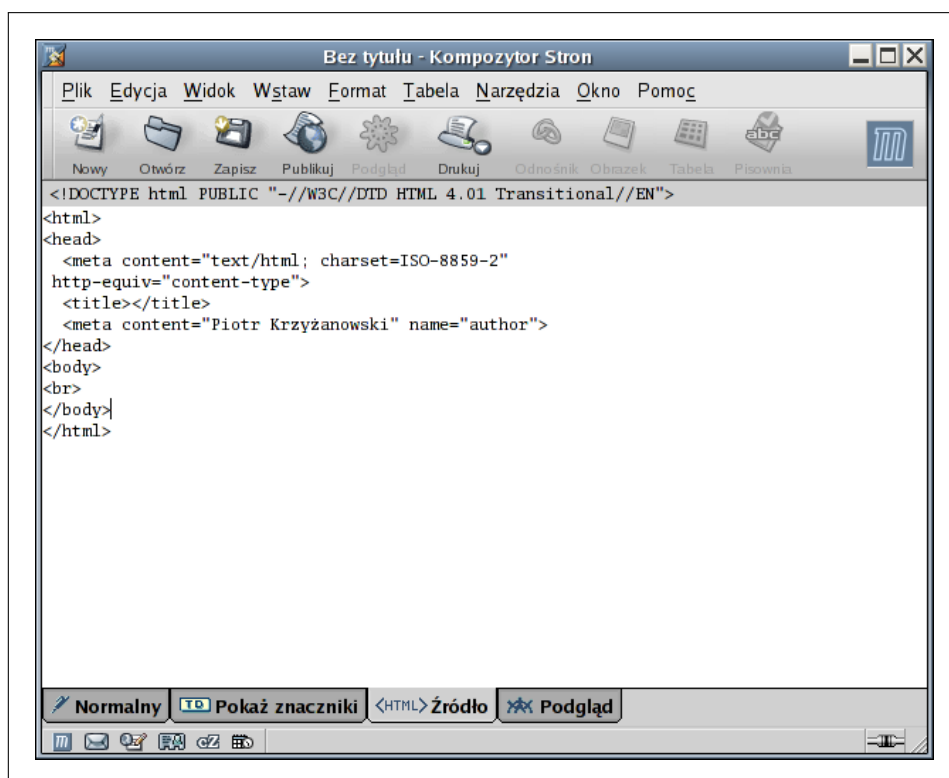 Bez tytułu - Kompozytor Stron
Plik Edycja Widok Wstaw Format Tabela Narzędzia Okno Pomoc
Nowy Otwórz Zapisz Publikuj Podgląd Drukuj Odnośnik Obrazek Tabela Pisownia
<!DOCTYPE html PUBLIC "-//W3C//DTD HTML 4.01 Transitional//EN">
<html>
<head>
  <meta content="text/html; charset=ISO-8859-2"
 http-equiv="content-type">
  <title></title>
  <meta content="Piotr Krzyżanowski" name="author">
</head>
<body>
<br>
</body>
</html>
Normalny TD Pokaż znaczniki <HTML> Źródło Podgląd